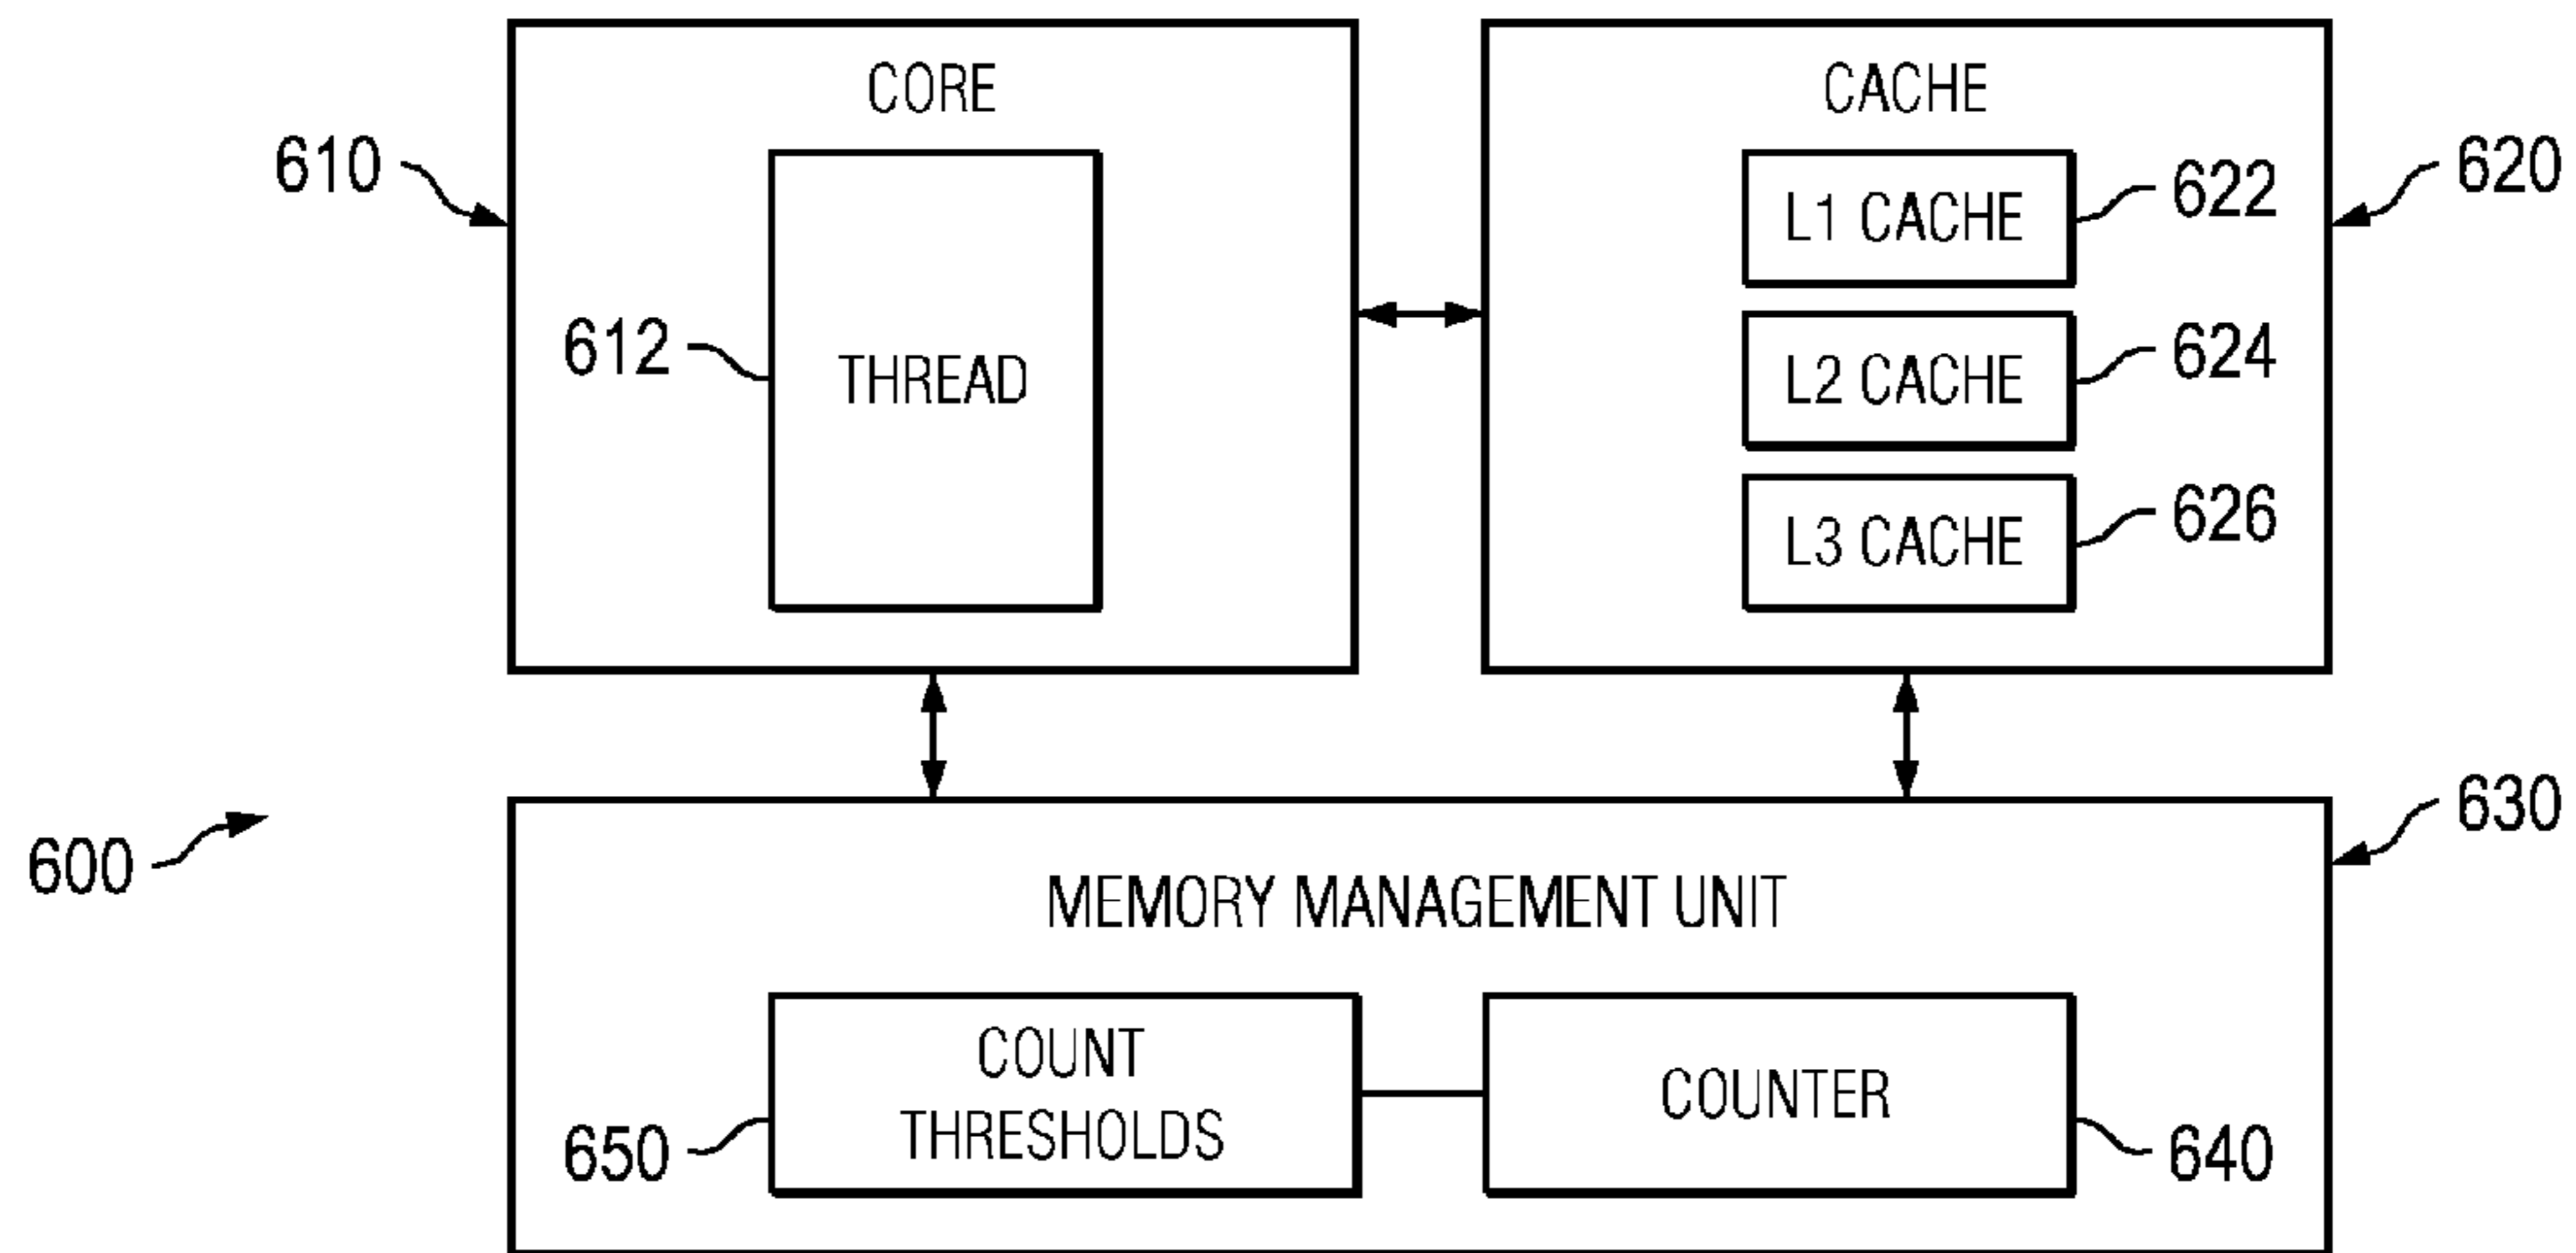 CORE
CACHE
610
620
L1 CACHE
622
612
THREAD
L2 CACHE
624
L3 CACHE
626
600
630
MEMORY MANAGEMENT UNIT
COUNT
THRESHOLDS
650
COUNTER
640